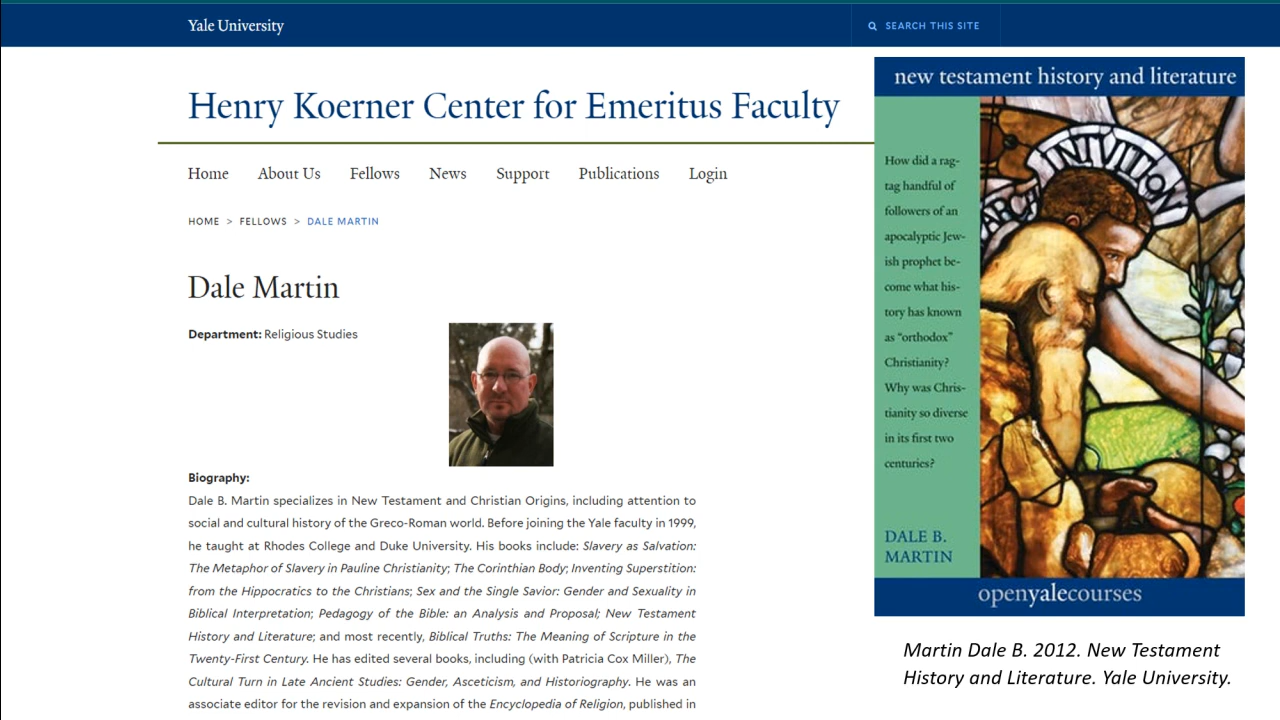 Yale University
SEARCH THIS SITE
Henry Koerner Center for Emeritus Faculty
Home About Us Fellows News Support Publications Login
HOME > FELLOWS > DALE MARTIN
Dale Martin
Department: Religious Studies
Biography:
Dale B. Martin specializes in New Testament and Christian Origins, including attention to
social and cultural history of the Greco-Roman world. Before joining the Yale faculty in 1999,
he taught at Rhodes College and Duke University. His books include: Slavery as Salvation:
The Metaphor of Slavery in Pauline Christianity; The Corinthian Body; Inventing Superstition:
from the Hippocratics to the Christians; Sex and the Single Savior: Gender and Sexuality in
Biblical Interpretation; Pedagogy of the Bible: an Analysis and Proposal; New Testament
History and Literature; and most recently, Biblical Truths: The Meaning of Scripture in the
Twenty-First Century. He has edited several books, including (with Patricia Cox Miller), The
Cultural Turn in Late Ancient Studies: Gender, Asceticism, and Historiography. He was an
associate editor for the revision and expansion of the Encyclopedia of Religion, published in
new testament history and literature
How did a rag-
tag handful of
followers of an
apocalyptic Jew-
ish prophet be-
come what his-
tory has known
as “orthodox”
Christianity?
Why was Chris-
tianity so diverse
in its first two
centuries?
DALE B.
MARTIN
openyalecourses
Martin Dale B. 2012. New Testament
History and Literature. Yale University.